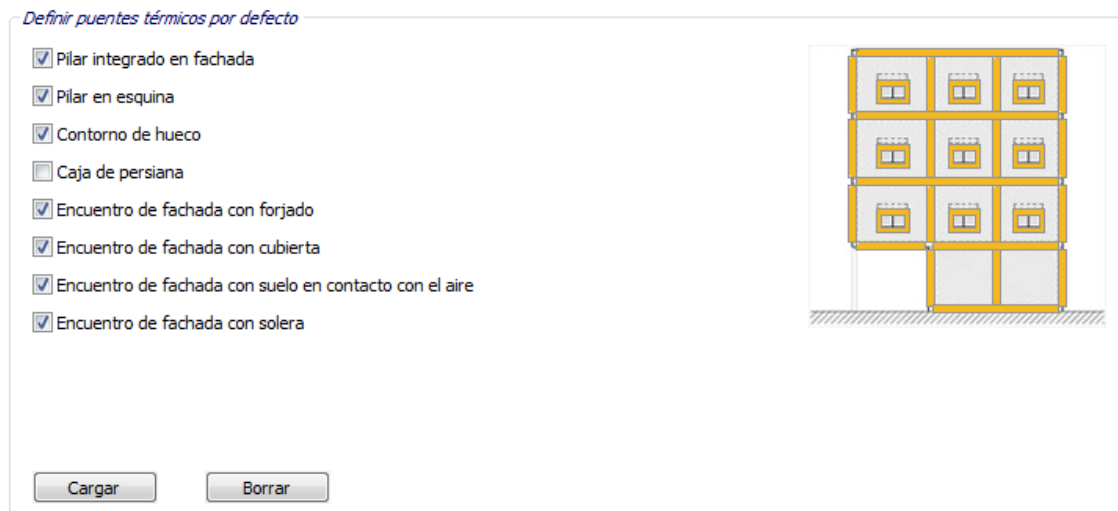 Definir puentes térmicos por defecto
Pilar integrado en fachada
Pilar en esquina
Contorno de hueco
Caja de persiana
Encuentro de fachada con forjado
Encuentro de fachada con cubierta
Encuentro de fachada con suelo en contacto con el aire
Encuentro de fachada con solera
Cargar Borrar